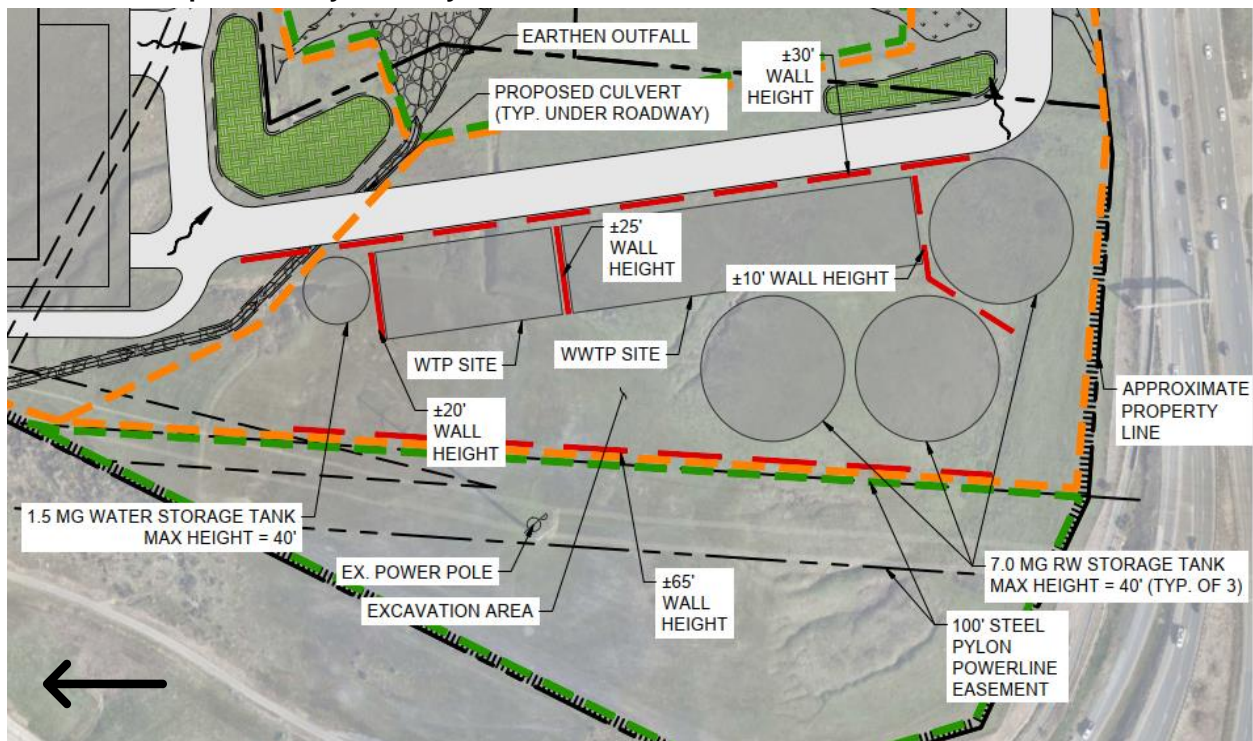 EARTHEN OUTFALL
±30'
WALL
HEIGHT
PROPOSED CULVERT
(TYP. UNDER ROADWAY)
±25'
WALL
HEIGHT
±10' WALL HEIGHT
WTP SITE
WWTP SITE
APPROXIMATE
PROPERTY
LINE
±20'
WALL
HEIGHT
1.5 MG WATER STORAGE TANK
MAX HEIGHT = 40'
EX. POWER POLE
EXCAVATION AREA
±65'
WALL
HEIGHT
7.0 MG RW STORAGE TANK
MAX HEIGHT = 40' (TYP. OF 3)
100' STEEL
PYLON
POWERLINE
EASEMENT